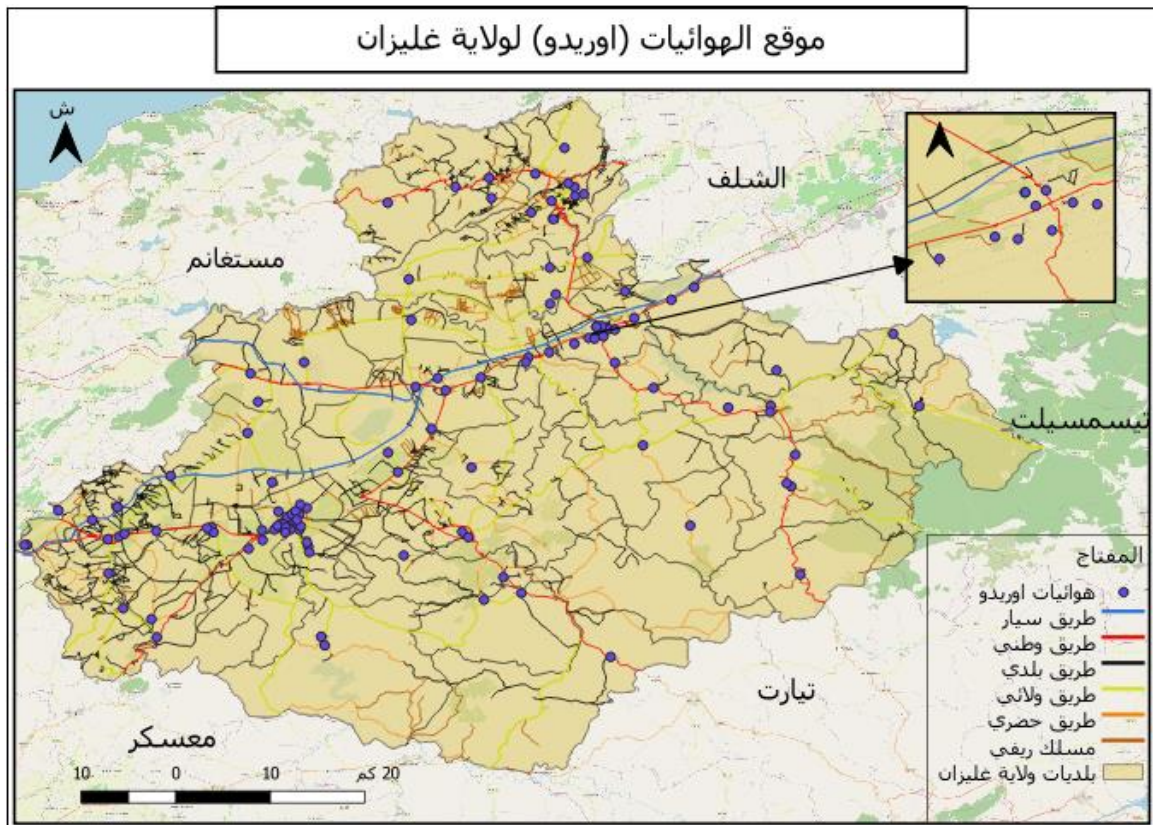 موقع الهوائيات (اوريدو) لولاية غليزان
ش
الشلف
مستغانم
تيسمسيلت
تيارت
معسكر
المفتاح
هوائيات اوريدو
طريق سيار
طريق وطني
طريق بلدي
طريق ولائي
طريق حضري
مسلك ريفي
بلديات ولاية غليزان
10 0 10 20 كم